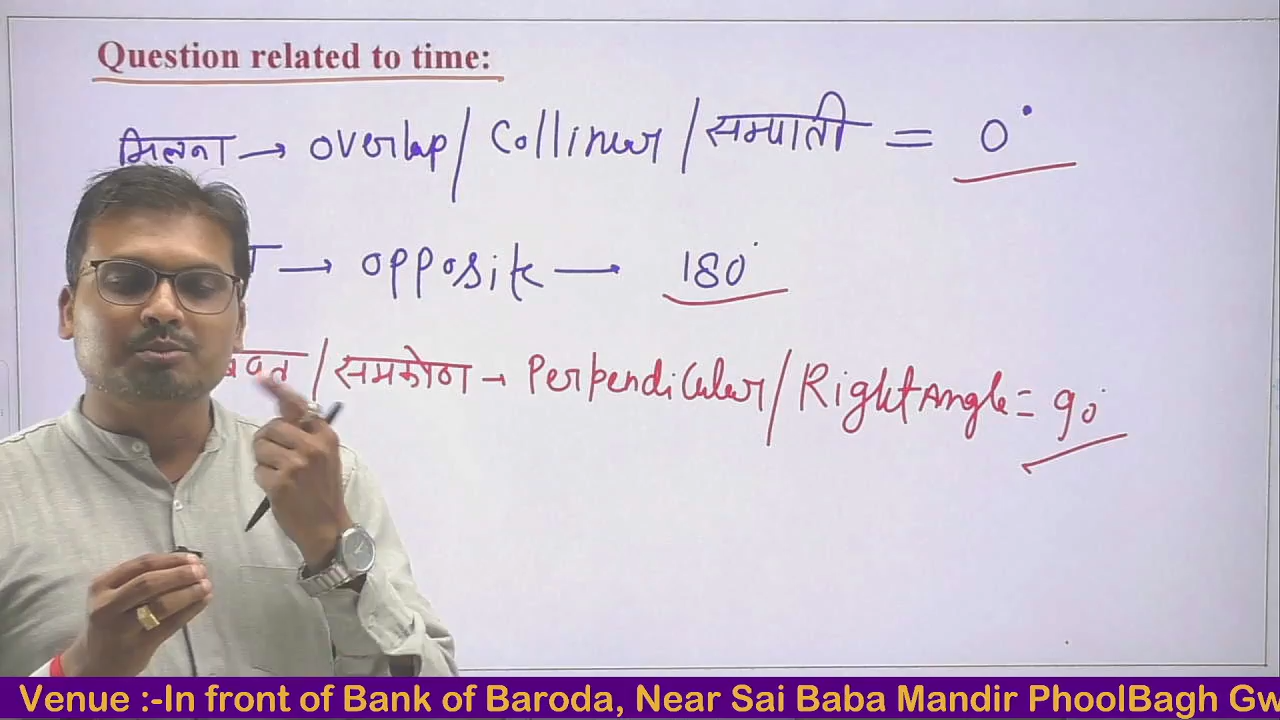 Question related to time:
मिलना → overlap / Collinear / सम्पाती = 0°
→ opposite → 180°
/ समकोण → Perpendicular / Right Angle = 90°
Venue :-In front of Bank of Baroda, Near Sai Baba Mandir PhoolBagh Gw